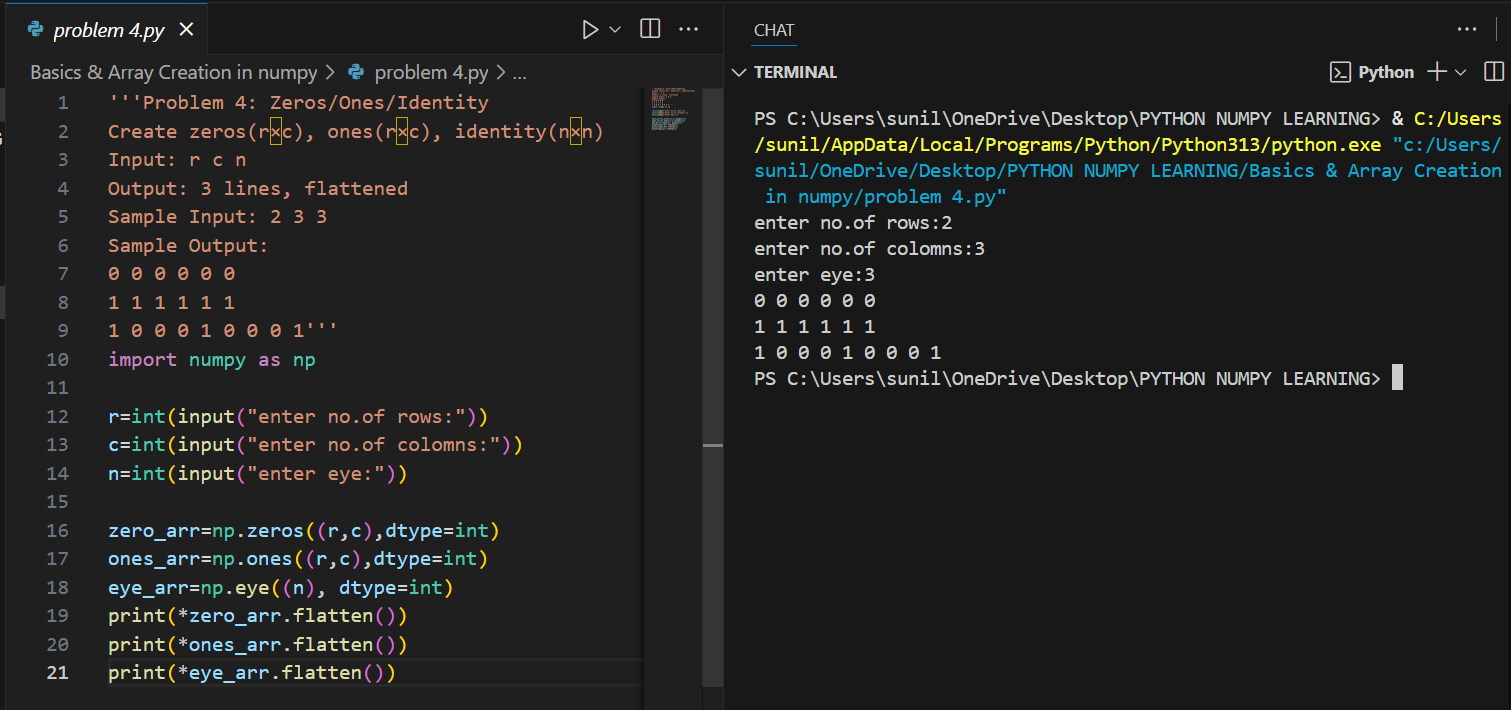 problem 4.py
Basics & Array Creation in numpy > problem 4.py > ...
1 '''Problem 4: Zeros/Ones/Identity
2 Create zeros(r×c), ones(r×c), identity(n×n)
3 Input: r c n
4 Output: 3 lines, flattened
5 Sample Input: 2 3 3
6 Sample Output:
7 0 0 0 0 0 0
8 1 1 1 1 1 1
9 1 0 0 0 1 0 0 0 1'''
10 import numpy as np
11
12 r=int(input("enter no.of rows:"))
13 c=int(input("enter no.of colomns:"))
14 n=int(input("enter eye:"))
15
16 zero_arr=np.zeros((r,c),dtype=int)
17 ones_arr=np.ones((r,c),dtype=int)
18 eye_arr=np.eye((n), dtype=int)
19 print(*zero_arr.flatten())
20 print(*ones_arr.flatten())
21 print(*eye_arr.flatten())
CHAT
TERMINAL
Python
PS C:\Users\sunil\OneDrive\Desktop\PYTHON NUMPY LEARNING> & C:/Users
/sunil/AppData/Local/Programs/Python/Python313/python.exe "c:/Users/
sunil/OneDrive/Desktop/PYTHON NUMPY LEARNING/Basics & Array Creation
in numpy/problem 4.py"
enter no.of rows:2
enter no.of colomns:3
enter eye:3
0 0 0 0 0 0
1 1 1 1 1 1
1 0 0 0 1 0 0 0 1
PS C:\Users\sunil\OneDrive\Desktop\PYTHON NUMPY LEARNING>